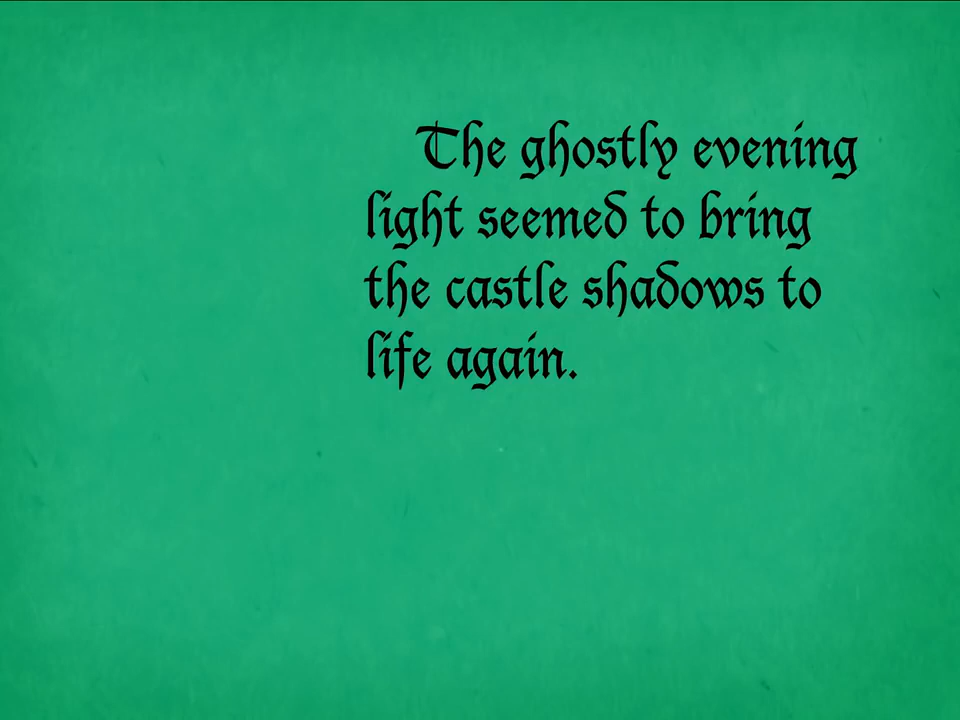 The ghostly evening
light seemed to bring
the castle shadows to
life again.